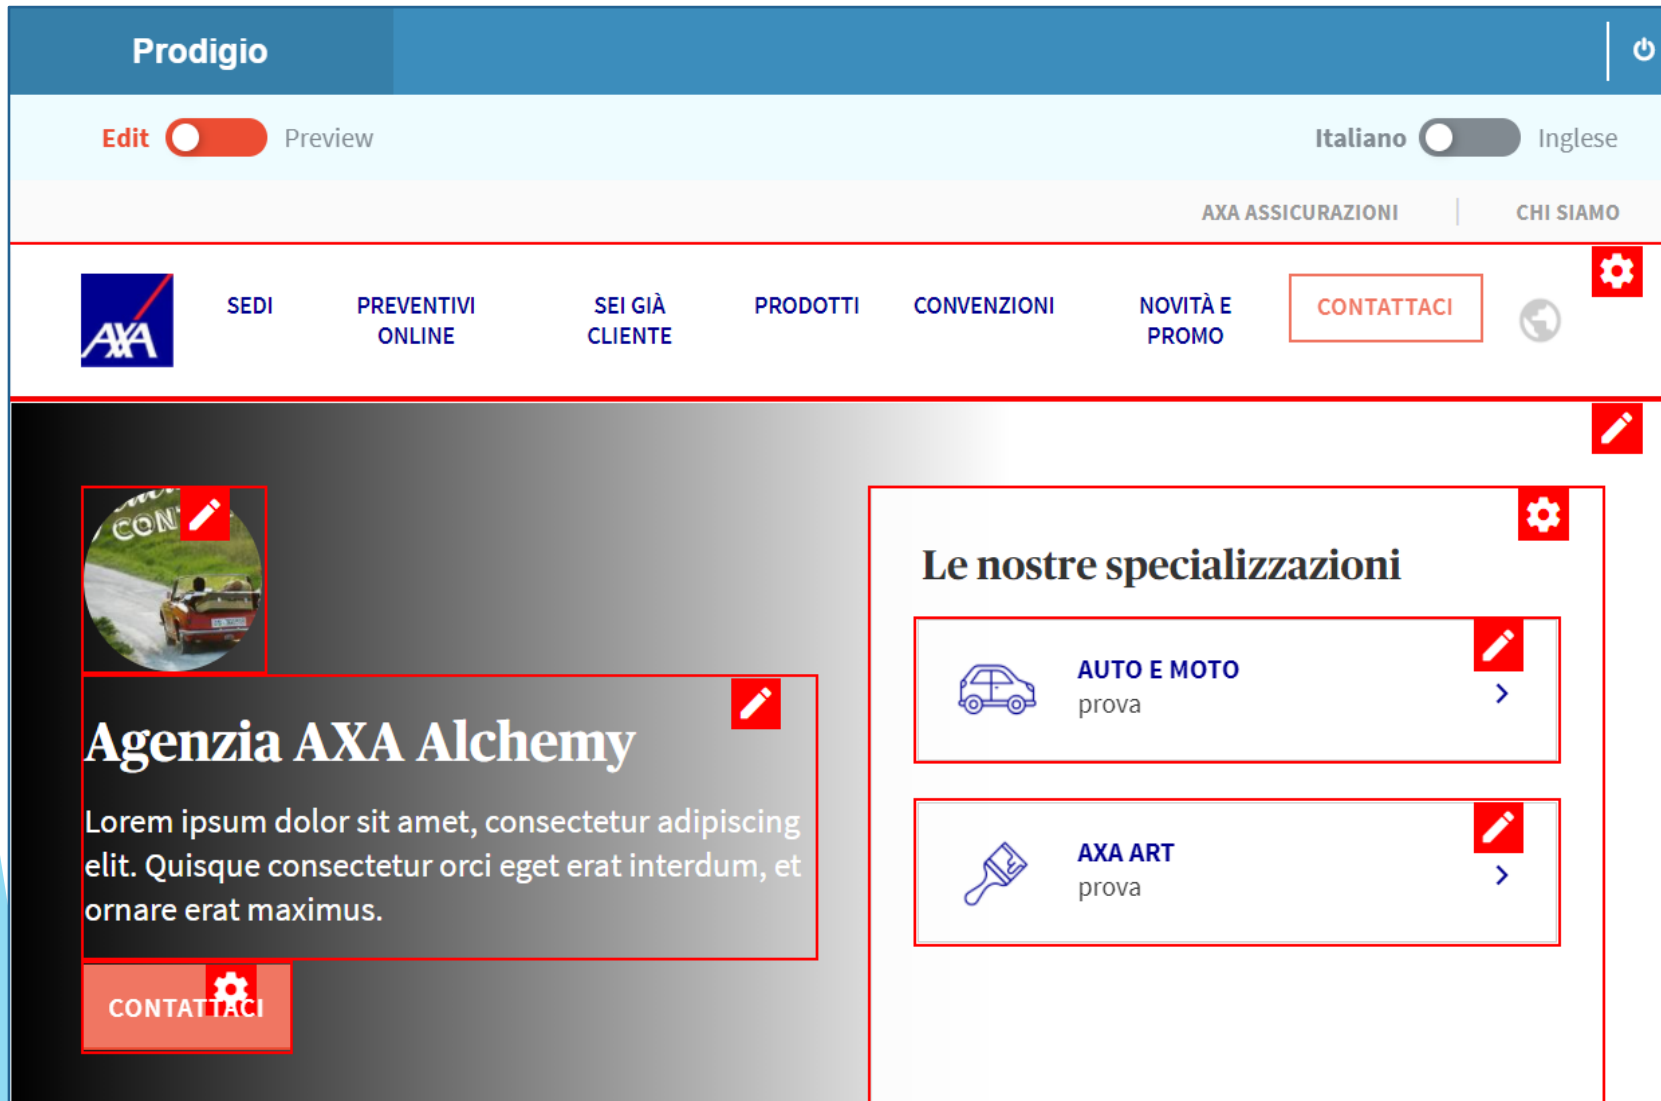 Prodigio
Edit Preview
Italiano Inglese
AXA ASSICURAZIONI
CHI SIAMO
AXA
SEDI
PREVENTIVI
ONLINE
SEI GIÀ
CLIENTE
PRODOTTI
CONVENZIONI
NOVITÀ E
PROMO
CONTATTACI
Agenzia AXA Alchemy
Lorem ipsum dolor sit amet, consectetur adipiscing
elit. Quisque consectetur orci eget erat interdum, et
ornare erat maximus.
CONTATTACI
Le nostre specializzazioni
AUTO E MOTO
prova
AXA ART
prova